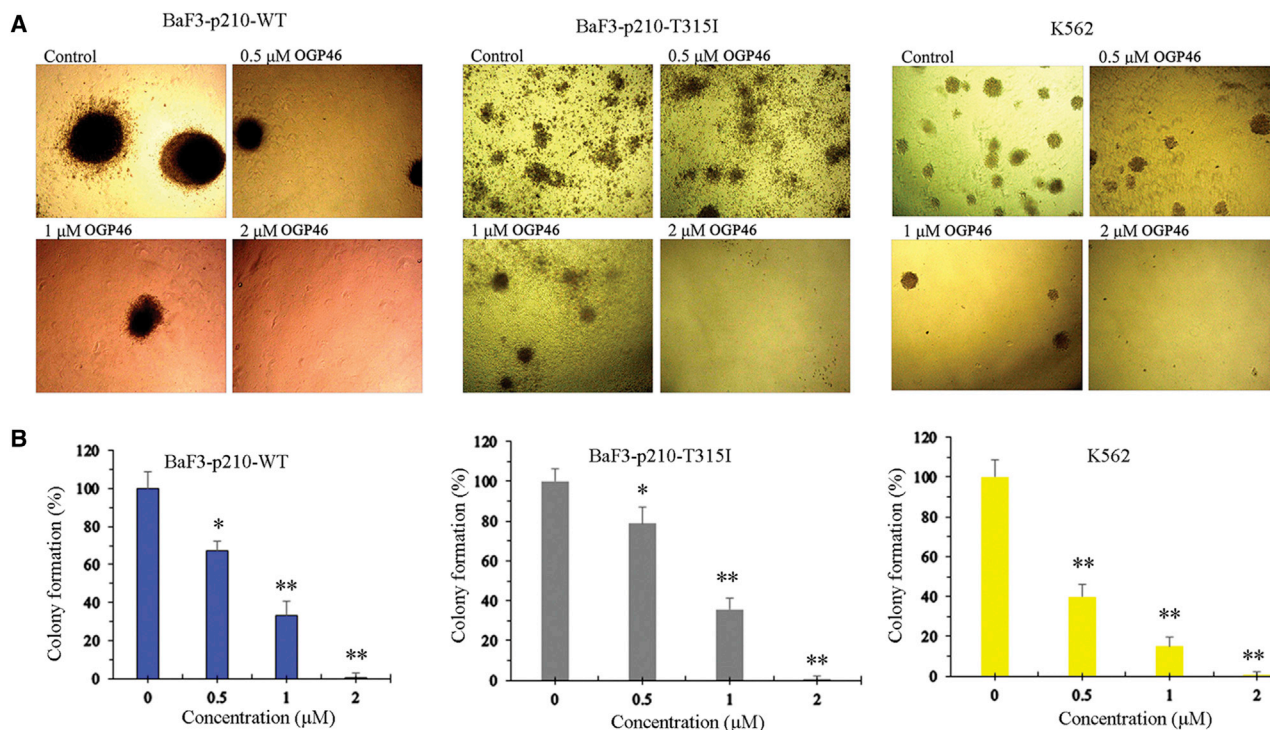 A
BaF3-p210-WT
BaF3-p210-T315I
K562
Control
0.5 µM OGP46
Control
0.5 µM OGP46
Control
0.5 µM OGP46
1 µM OGP46
2 µM OGP46
1 µM OGP46
2 µM OGP46
1 µM OGP46
2 µM OGP46
B
BaF3-p210-WT
Colony formation (%)
120
100
80
60
40
20
0
*
**
**
0 0.5 1 2
Concentration (µM)
BaF3-p210-T315I
Colony formation (%)
120
100
80
60
40
20
0
*
**
**
0 0.5 1 2
Concentration (µM)
K562
Colony formation (%)
120
100
80
60
40
20
0
**
**
**
0 0.5 1 2
Concentration (µM)